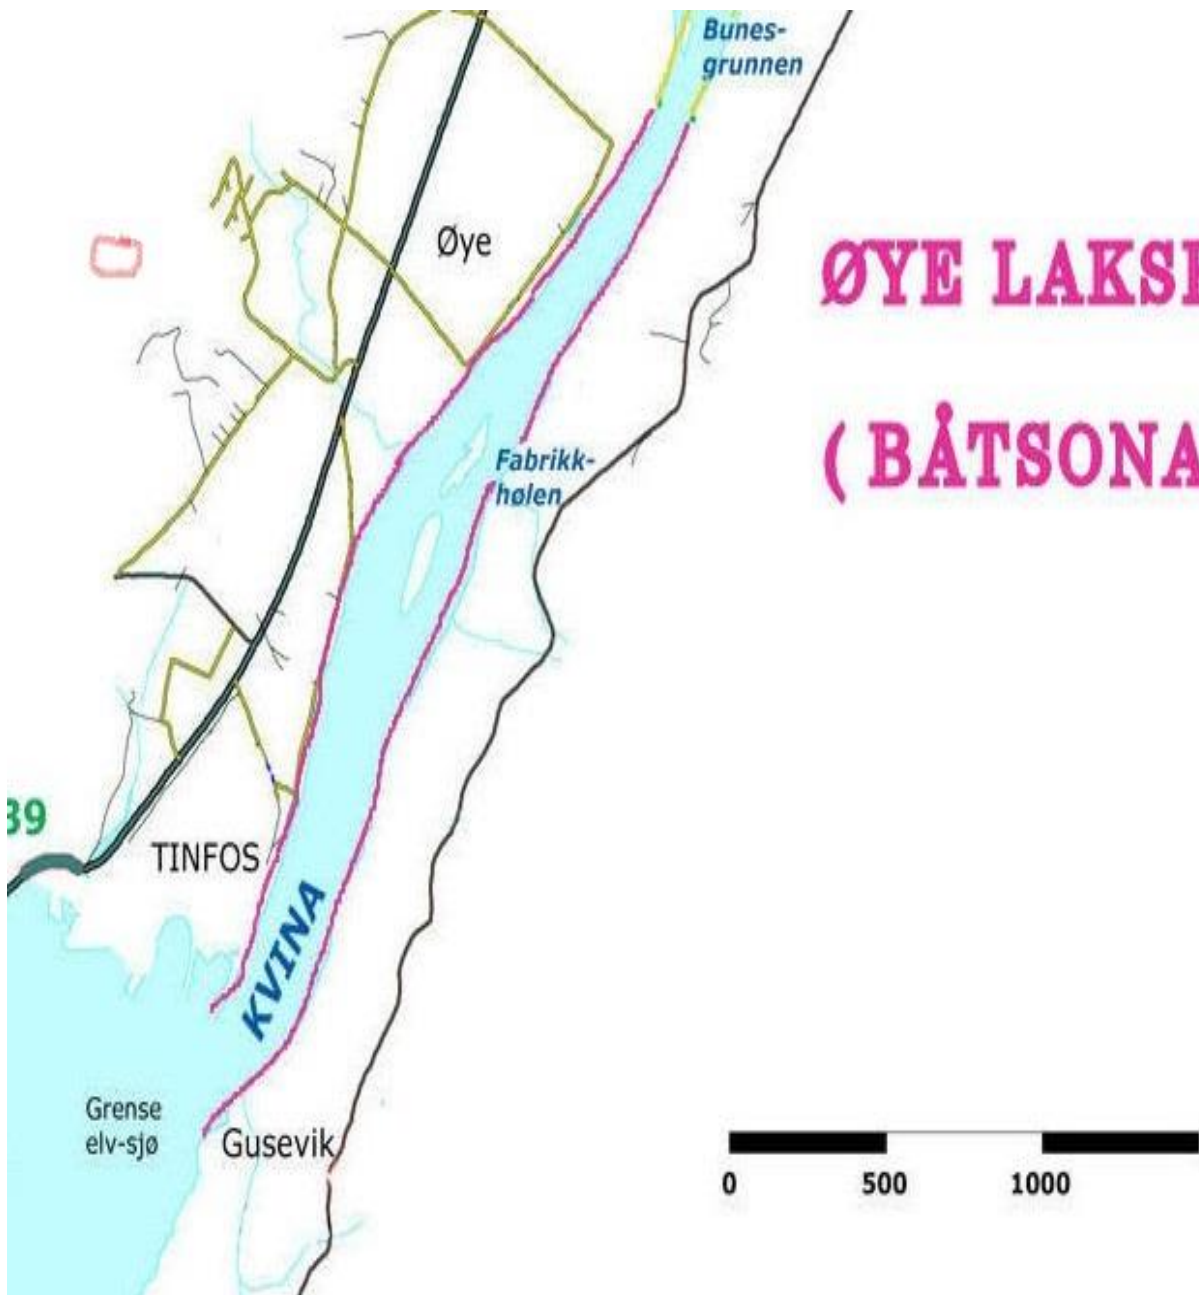 Bunes-
grunnen
Øye
ØYE LAKSE
(BÅTSONA
Fabrikk-
hølen
39
TINFOS
KVINA
Grense
elv-sjø
Gusevik
0 500 1000